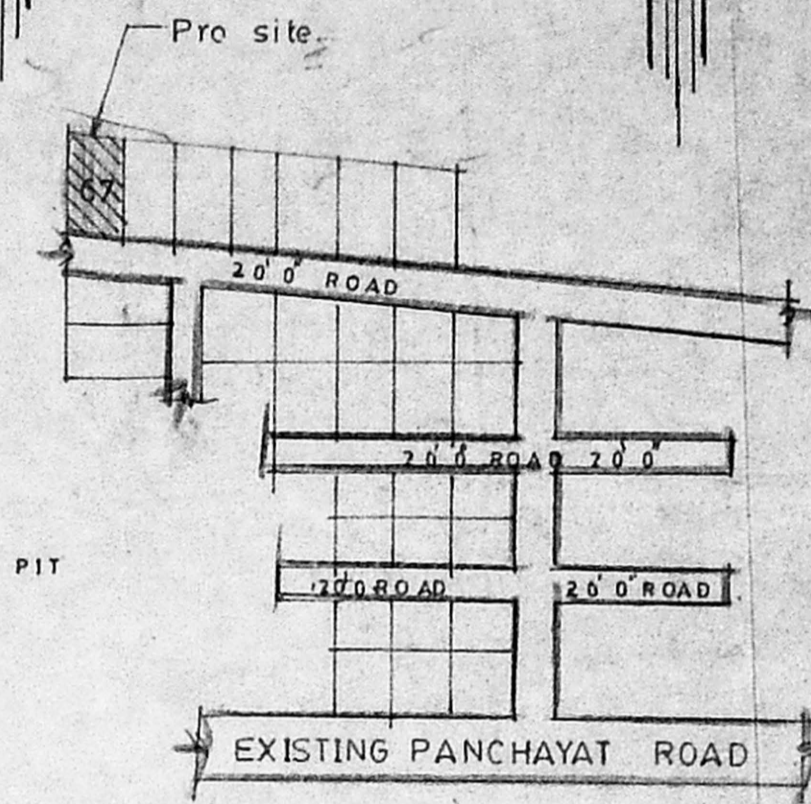 Pro site.
67
20'0" ROAD
20'0" ROAD 20'0"
PIT
20'0 ROAD
20'0" ROAD
EXISTING PANCHAYAT ROAD